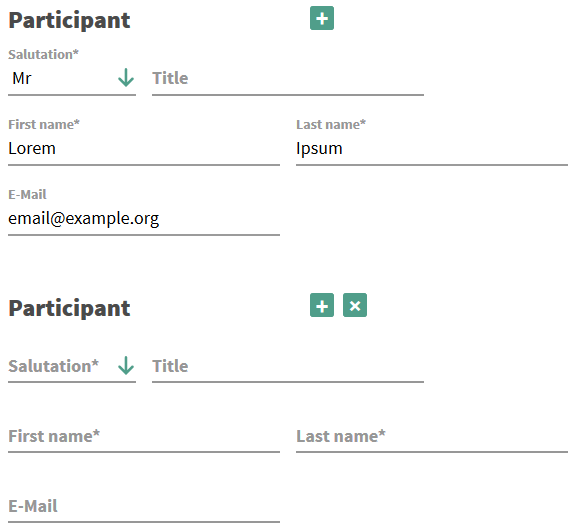 Participant
Salutation*
Mr Title
First name* Last name*
Lorem Ipsum
E-Mail
email@example.org
Participant
Salutation* Title
First name* Last name*
E-Mail